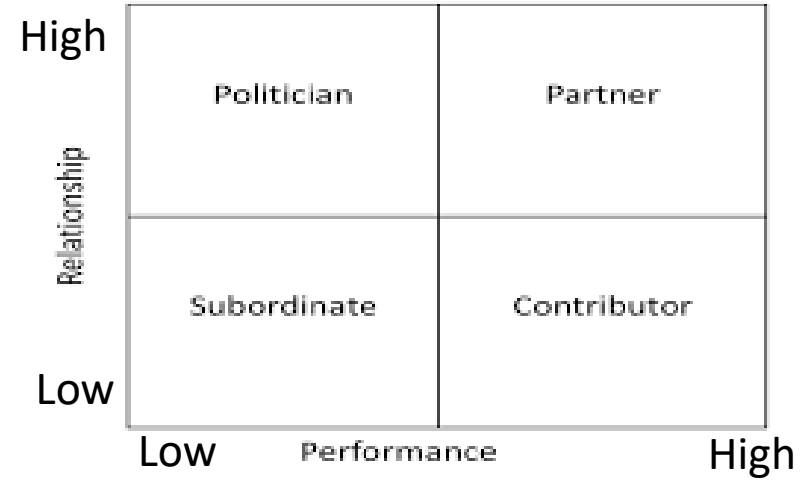 High
Politician
Partner
Relationship
Subordinate
Contributor
Low
Low
Performance
High